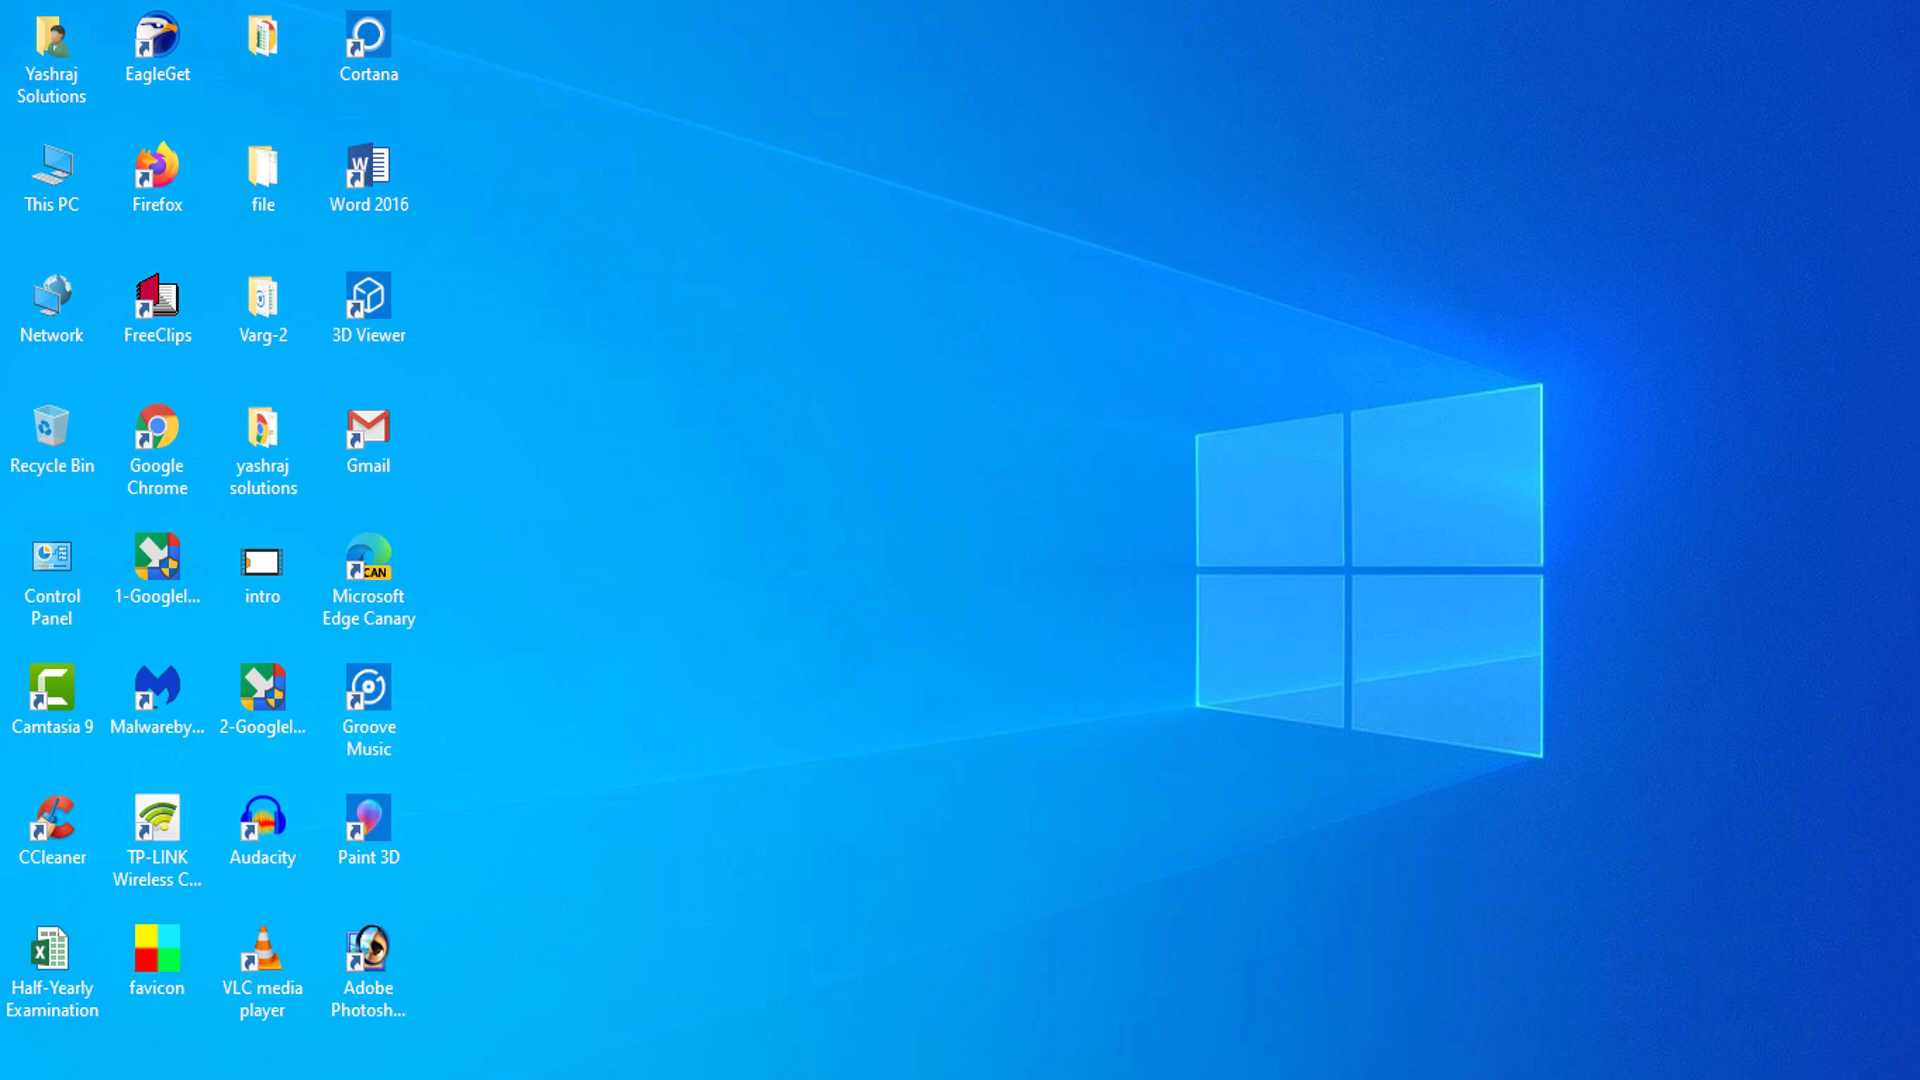 Yashraj
Solutions
EagleGet
Cortana
This PC
Firefox
file
Word 2016
Network
FreeClips
Varg-2
3D Viewer
Recycle Bin
Google
Chrome
yashraj
solutions
Gmail
Control
Panel
1-Googlel...
intro
CAN
Microsoft
Edge Canary
Camtasia 9
Malwareby...
2-Googlel...
Groove
Music
CCleaner
TP-LINK
Wireless C...
Audacity
Paint 3D
Half-Yearly
Examination
favicon
VLC media
player
Adobe
Photosh...